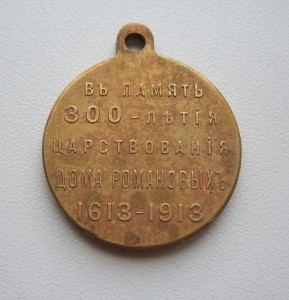 ВЪ ПАМЯТЬ
300-ЛѢТІЯ
ЦАРСТВОВАНІЯ
ДОМА РОМАНОВЫХЪ
1613-1913